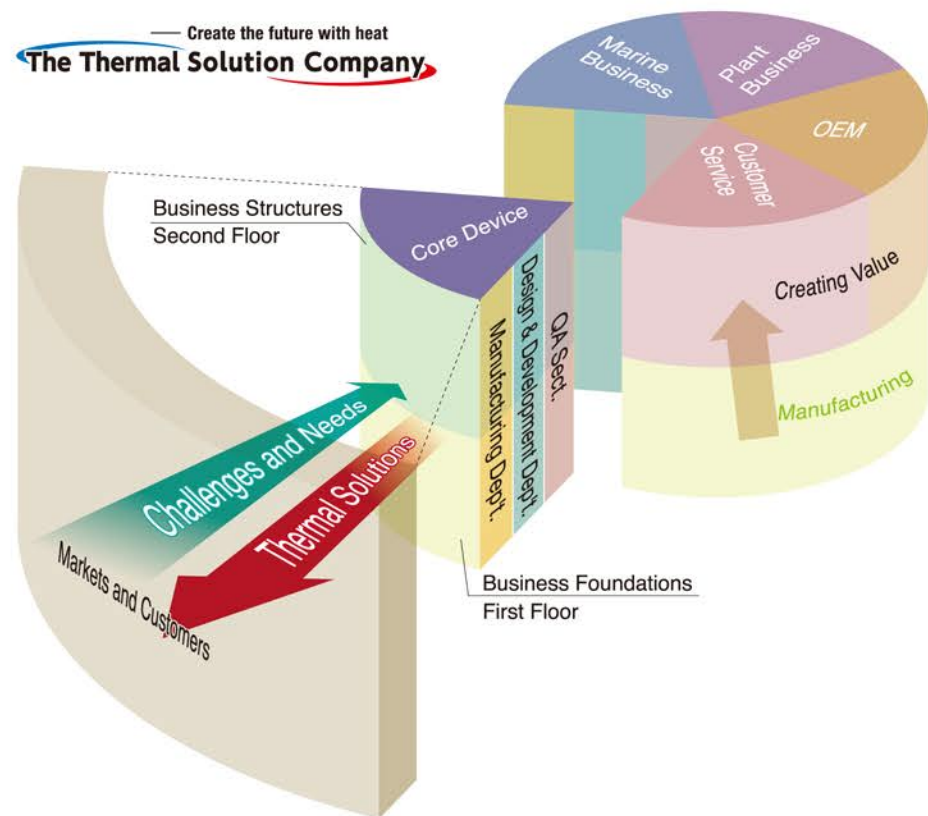 Create the future with heat
The Thermal Solution Company
Marine
Business
Plant
Business
OEM
Customer
Service
Business Structures
Second Floor
Core Device
Manufacturing Dep't.
Design & Development Dep't.
QA Sect.
Creating Value
Manufacturing
Challenges and Needs
Thermal Solutions
Markets and Customers
Business Foundations
First Floor